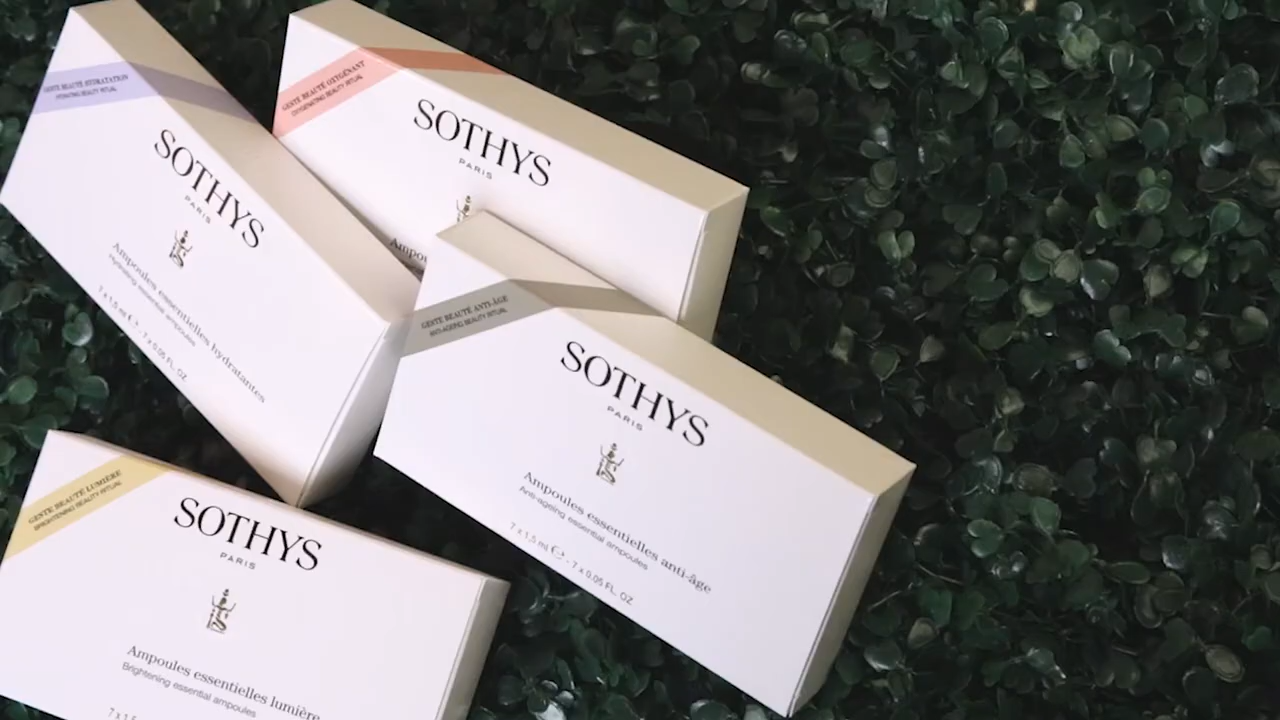 GESTE BEAUTÉ HYDRATATION
HYDRATING BEAUTY RITUAL
SOTHYS
PARIS
Ampoules essentielles hydratantes
Hydrating essential ampoules
7 x 1,5 ml ℮ - 7 x 0.05 FL. OZ
GESTE BEAUTÉ OXYGÉNANT
OXYGENATING BEAUTY RITUAL
SOTHYS
PARIS
GESTE BEAUTÉ ANTI-ÂGE
ANTI-AGEING BEAUTY RITUAL
SOTHYS
PARIS
Ampoules essentielles anti-âge
Anti-ageing essential ampoules
7 x 1,5 ml ℮ - 7 x 0.05 FL. OZ
GESTE BEAUTÉ LUMIÈRE
BRIGHTENING BEAUTY RITUAL
SOTHYS
PARIS
Ampoules essentielles lumière
Brightening essential ampoules